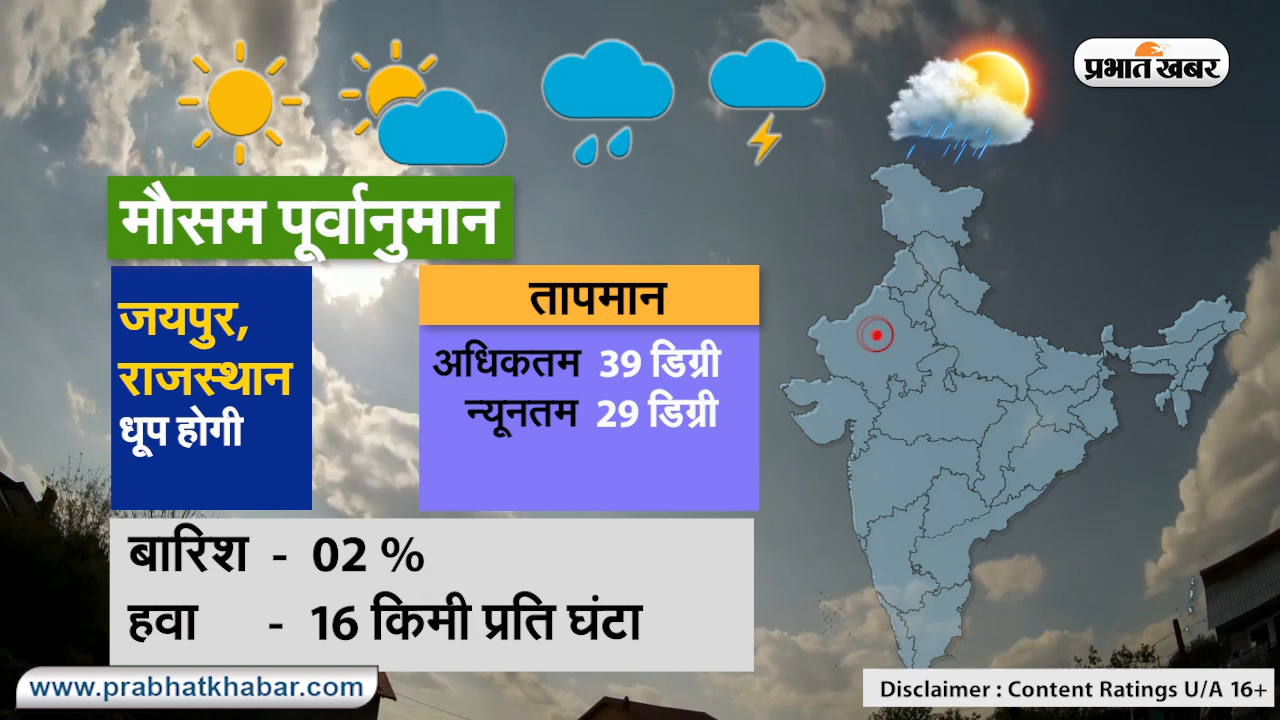 प्रभात खबर
मौसम पूर्वानुमान
जयपुर,
राजस्थान
धूप होगी
तापमान
अधिकतम 39 डिग्री
न्यूनतम 29 डिग्री
बारिश - 02 %
हवा - 16 किमी प्रति घंटा
www.prabhatkhabar.com
Disclaimer : Content Ratings U/A 16+